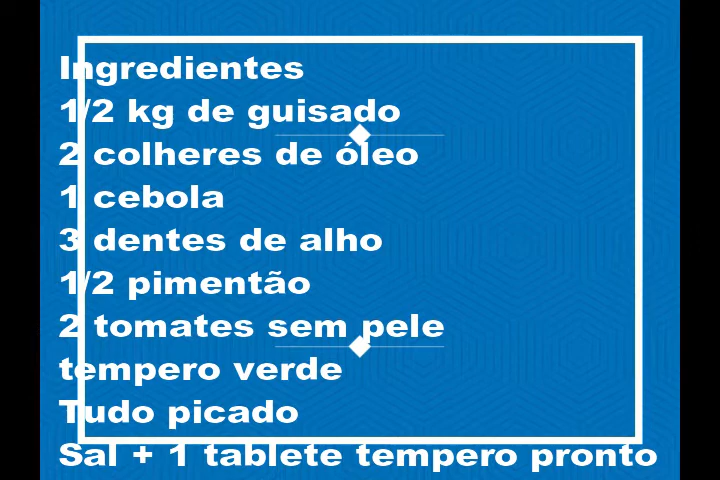 Ingredientes
1/2 kg de guisado
2 colheres de óleo
1 cebola
3 dentes de alho
1/2 pimentão
2 tomates sem pele
tempero verde
Tudo picado
Sal + 1 tablete tempero pronto